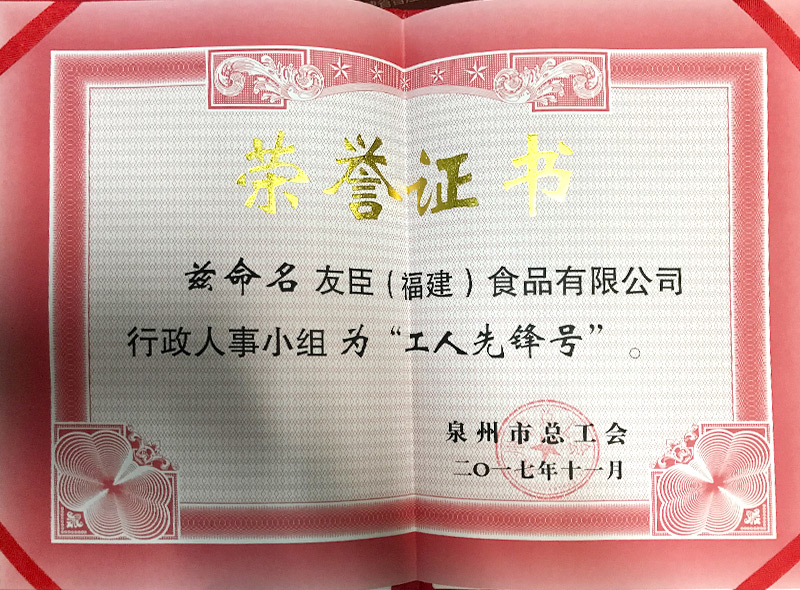 荣誉证书
兹命名 友臣（福建）食品有限公司
行政人事小组 为“工人先锋号”。
泉州市总工会
二〇一七年十一月